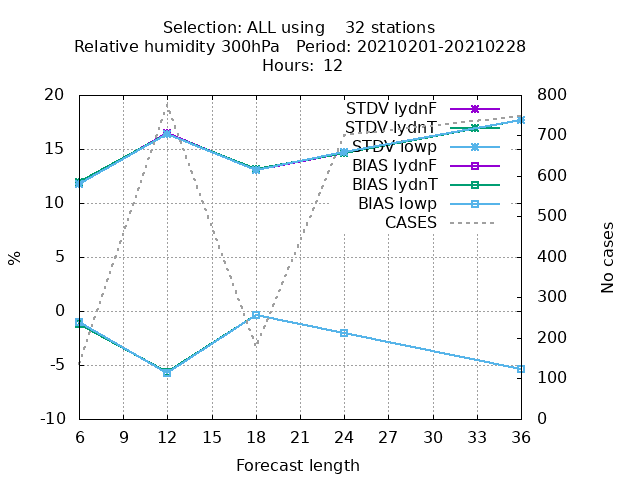 Selection: ALL using    32 stations
Relative humidity 300hPa   Period: 20210201-20210228
Hours: 12
20
15
10
5
0
-5
-10
%
800
700
600
500
400
300
200
100
0
No cases
STDV lydnF
STDV lydnT
STDV lowp
BIAS lydnF
BIAS lydnT
BIAS lowp
CASES
6 9 12 15 18 21 24 27 30 33 36
Forecast length